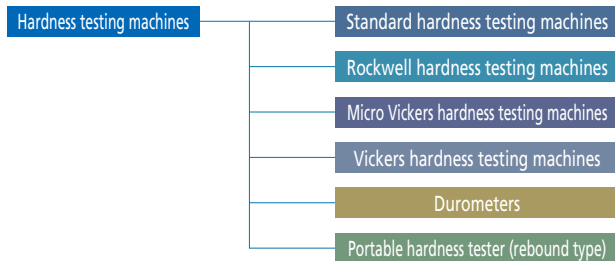 Hardness testing machines
Standard hardness testing machines
Rockwell hardness testing machines
Micro Vickers hardness testing machines
Vickers hardness testing machines
Durometers
Portable hardness tester (rebound type)